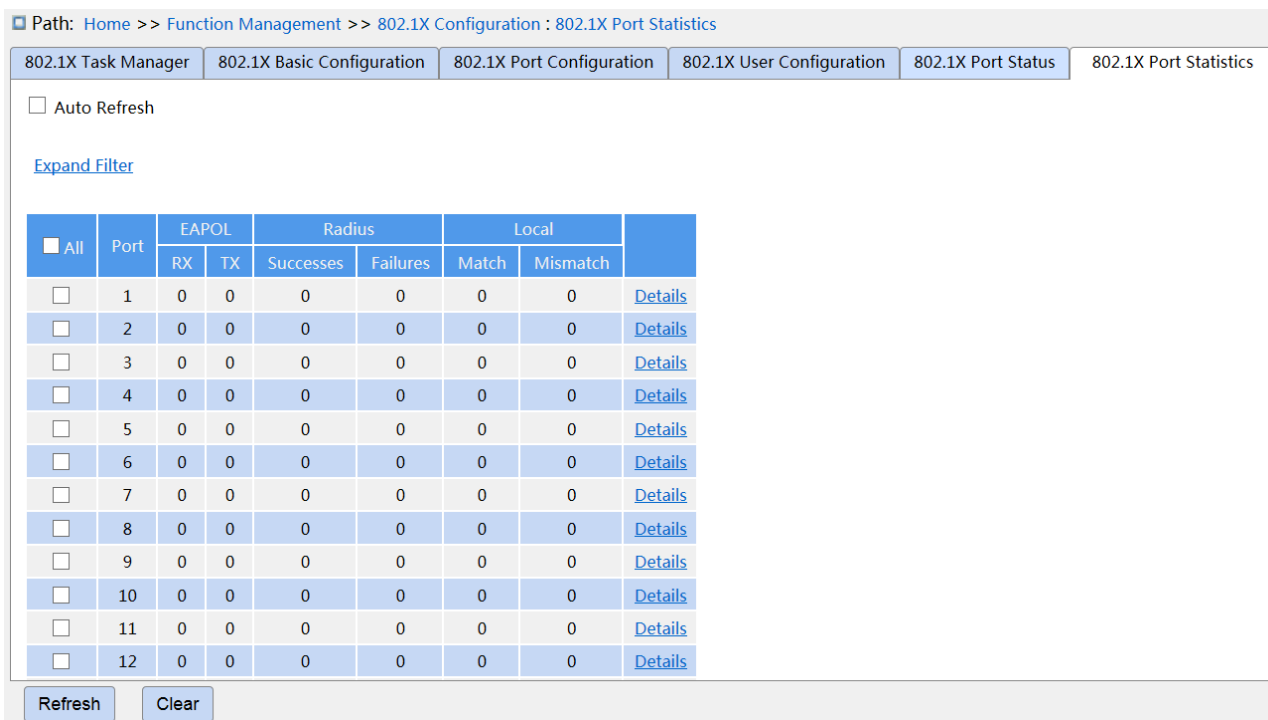 Path: Home >> Function Management >> 802.1X Configuration : 802.1X Port Statistics
802.1X Task Manager 802.1X Basic Configuration 802.1X Port Configuration 802.1X User Configuration 802.1X Port Status 802.1X Port Statistics
Auto Refresh
Expand Filter
All Port EAPOL Radius Local
RX TX Successes Failures Match Mismatch
1 0 0 0 0 0 0 Details
2 0 0 0 0 0 0 Details
3 0 0 0 0 0 0 Details
4 0 0 0 0 0 0 Details
5 0 0 0 0 0 0 Details
6 0 0 0 0 0 0 Details
7 0 0 0 0 0 0 Details
8 0 0 0 0 0 0 Details
9 0 0 0 0 0 0 Details
10 0 0 0 0 0 0 Details
11 0 0 0 0 0 0 Details
12 0 0 0 0 0 0 Details
Refresh Clear